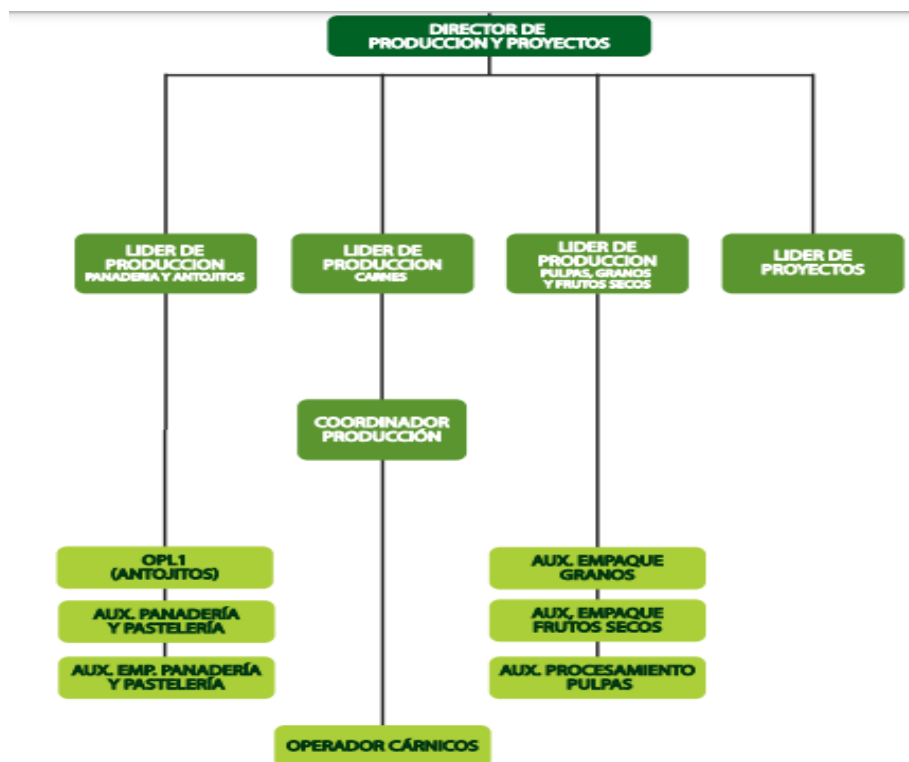 DIRECTOR DE
PRODUCCION Y PROYECTOS
LIDER DE
PRODUCCION
PANADERIA Y ANTOJITOS
LIDER DE
PRODUCCION
CARNES
LIDER DE
PRODUCCION
PULPAS, GRANOS
Y FRUTOS SECOS
LIDER DE
PROYECTOS
COORDINADOR
PRODUCCIÓN
OPL1
(ANTOJITOS)
AUX. PANADERÍA
Y PASTELERÍA
AUX. EMP. PANADERÍA
Y PASTELERÍA
AUX. EMPAQUE
GRANOS
AUX, EMPAQUE
FRUTOS SECOS
AUX. PROCESAMIENTO
PULPAS
OPERADOR CÁRNICOS